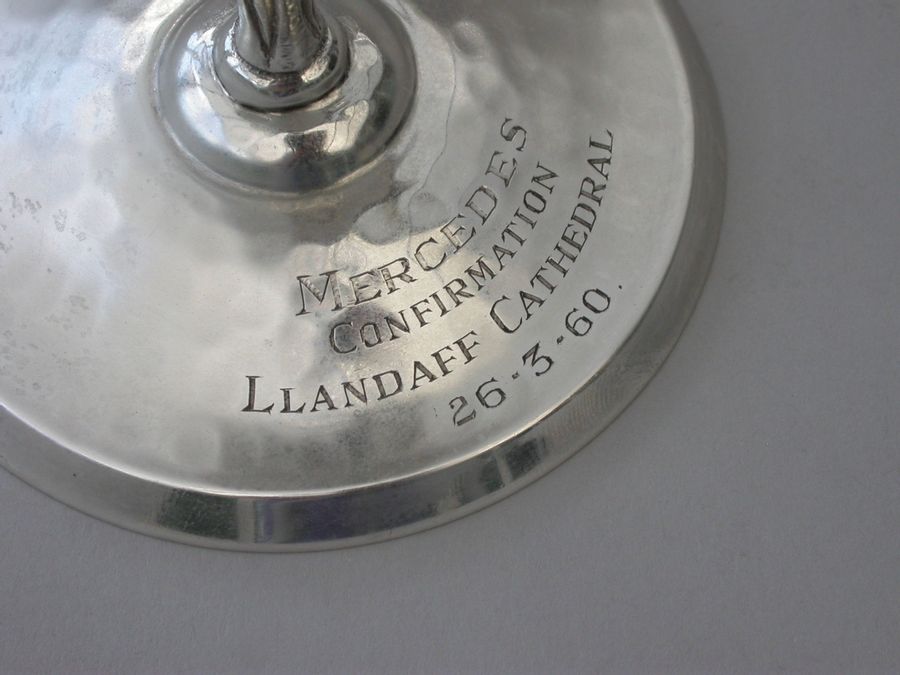 MERCEDES
CONFIRMATION
LLANDAFF CATHEDRAL
26·3·60.